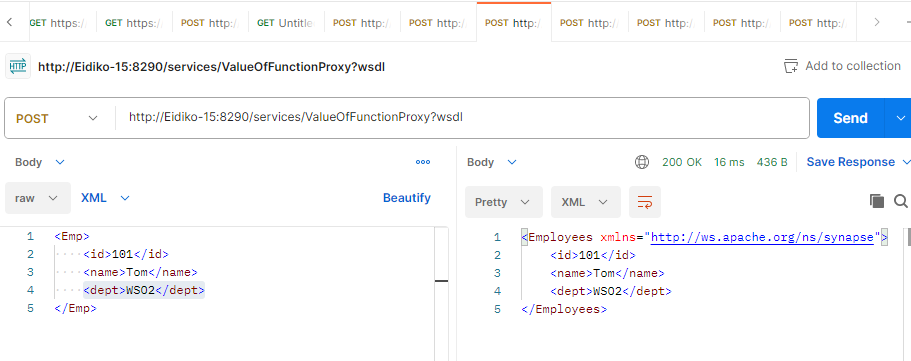 GET https:/ GET https:/ POST http:/ GET Untitle POST http:/ POST http:/ POST http:/ POST http:/ POST http:/ POST http:/ POST http:/ POST http:/
HTTP http://Eidiko-15:8290/services/ValueOfFunctionProxy?wsdl Add to collection
POST http://Eidiko-15:8290/services/ValueOfFunctionProxy?wsdl Send
Body Body 200 OK 16 ms 436 B Save Response
raw XML Beautify Pretty XML
1 <Emp>
2 <id>101</id>
3 <name>Tom</name>
4 <dept>WSO2</dept>
5 </Emp>
1 <Employees xmlns="http://ws.apache.org/ns/synapse">
2 <id>101</id>
3 <name>Tom</name>
4 <dept>WSO2</dept>
5 </Employees>